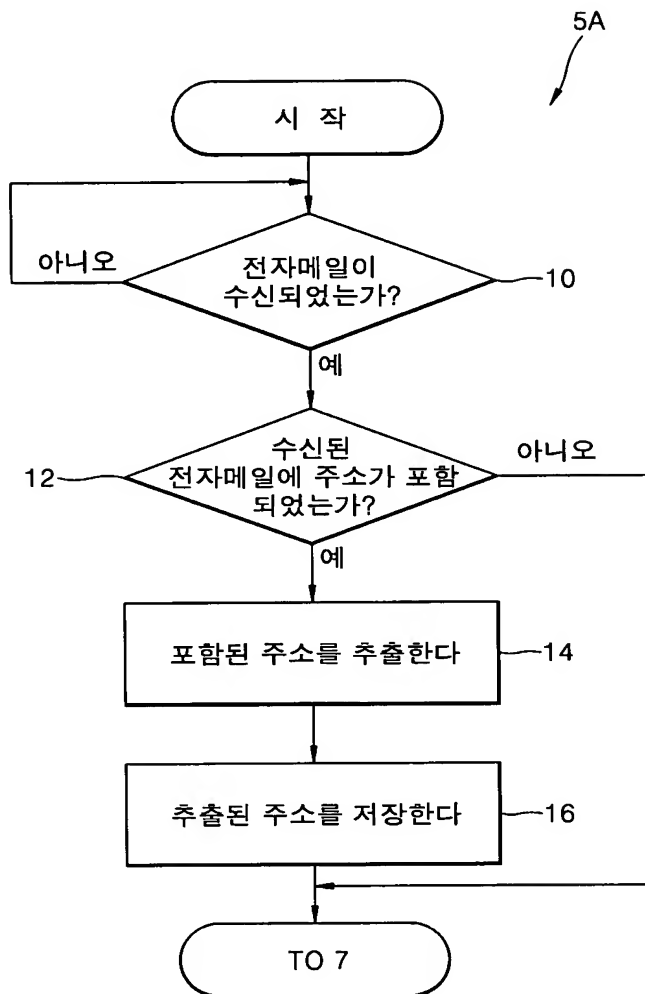 5A
시 작
아니오
전자메일이
수신되었는가?
10
예
12
수신된
전자메일에 주소가 포함
되었는가?
아니오
예
포함된 주소를 추출한다
14
추출된 주소를 저장한다
16
TO 7